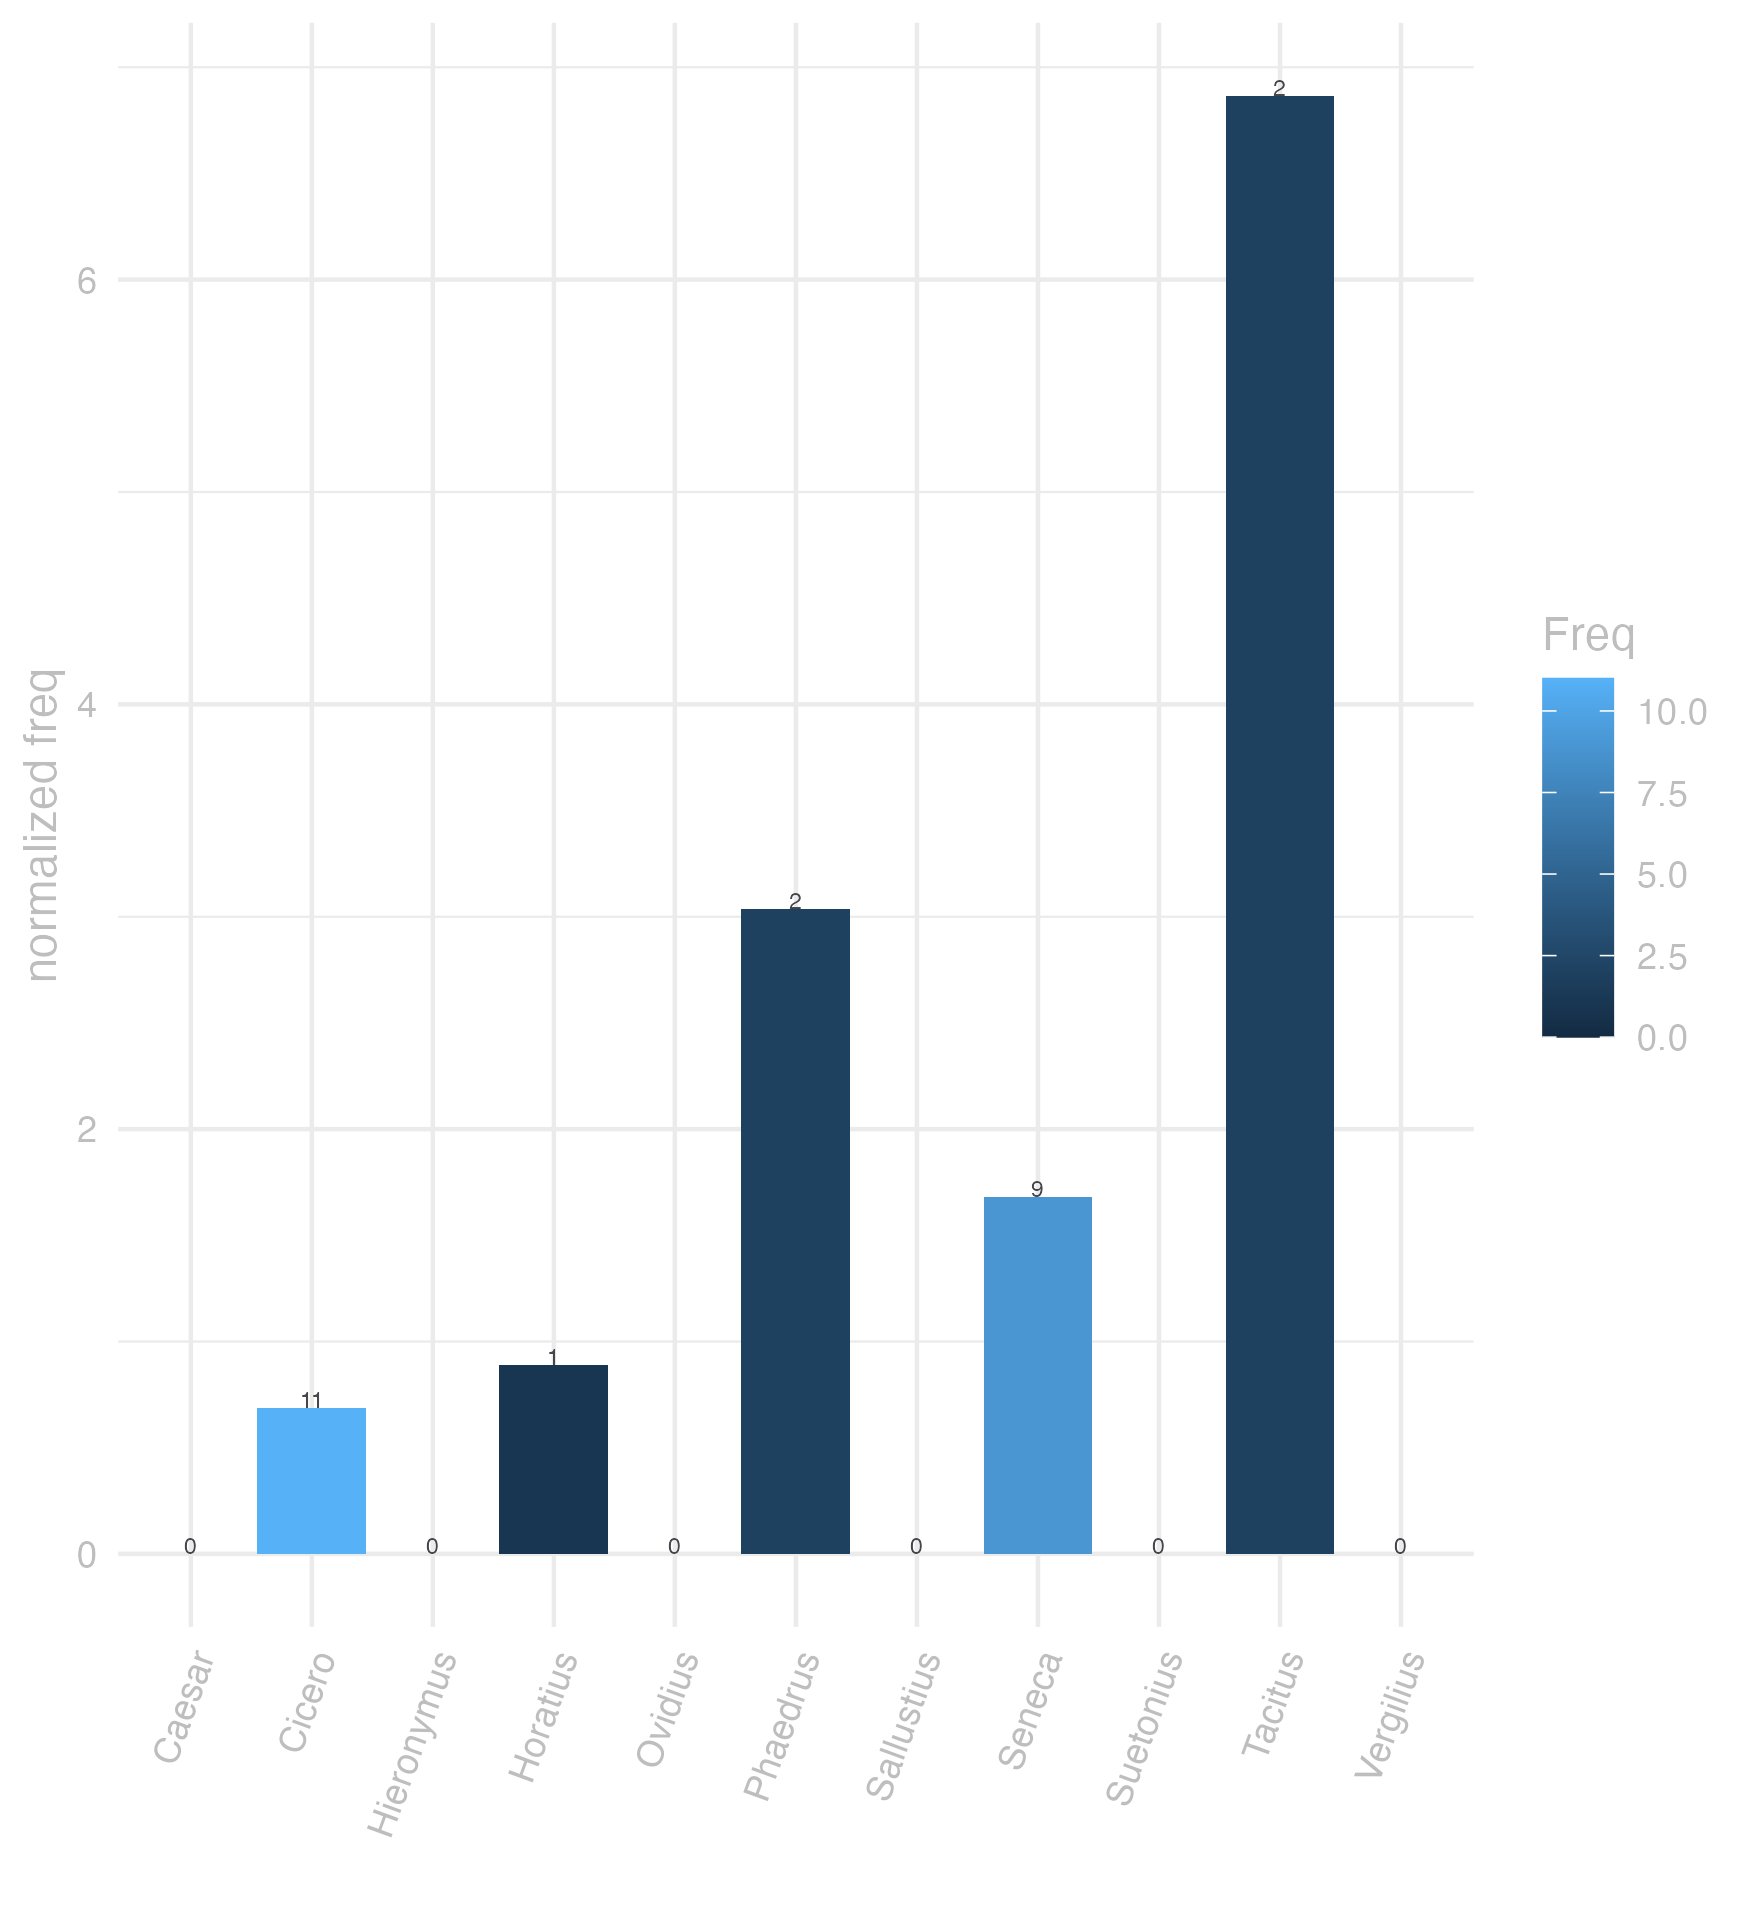 normalized freq
6
4
2
0
0
11
0
1
0
2
0
9
0
2
0
Caesar
Cicero
Hieronymus
Horatius
Ovidius
Phaedrus
Sallustius
Seneca
Suetonius
Tacitus
Vergilius
Freq
10.0
7.5
5.0
2.5
0.0